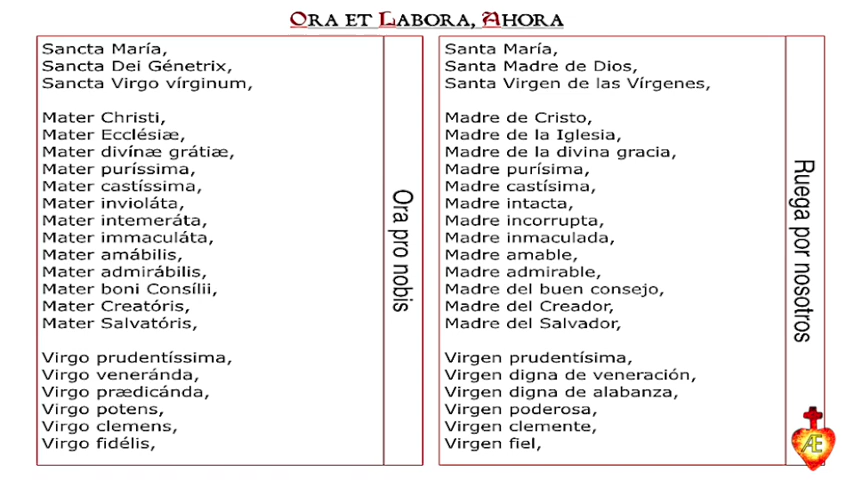 Ora et Labora, Ahora
Sancta María,
Sancta Dei Génetrix,
Sancta Virgo vírginum,
Mater Christi,
Mater Ecclésiæ,
Mater divínæ grátiæ,
Mater puríssima,
Mater castíssima,
Mater invioláta,
Mater intemeráta,
Mater immaculáta,
Mater amábilis,
Mater admirábilis,
Mater boni Consílii,
Mater Creatóris,
Mater Salvatóris,
Virgo prudentíssima,
Virgo veneránda,
Virgo prædicánda,
Virgo potens,
Virgo clemens,
Virgo fidélis,
Ora pro nobis
Santa María,
Santa Madre de Dios,
Santa Virgen de las Vírgenes,
Madre de Cristo,
Madre de la Iglesia,
Madre de la divina gracia,
Madre purísima,
Madre castísima,
Madre intacta,
Madre incorrupta,
Madre inmaculada,
Madre amable,
Madre admirable,
Madre del buen consejo,
Madre del Creador,
Madre del Salvador,
Virgen prudentísima,
Virgen digna de veneración,
Virgen digna de alabanza,
Virgen poderosa,
Virgen clemente,
Virgen fiel,
Ruega por nosotros
Æ